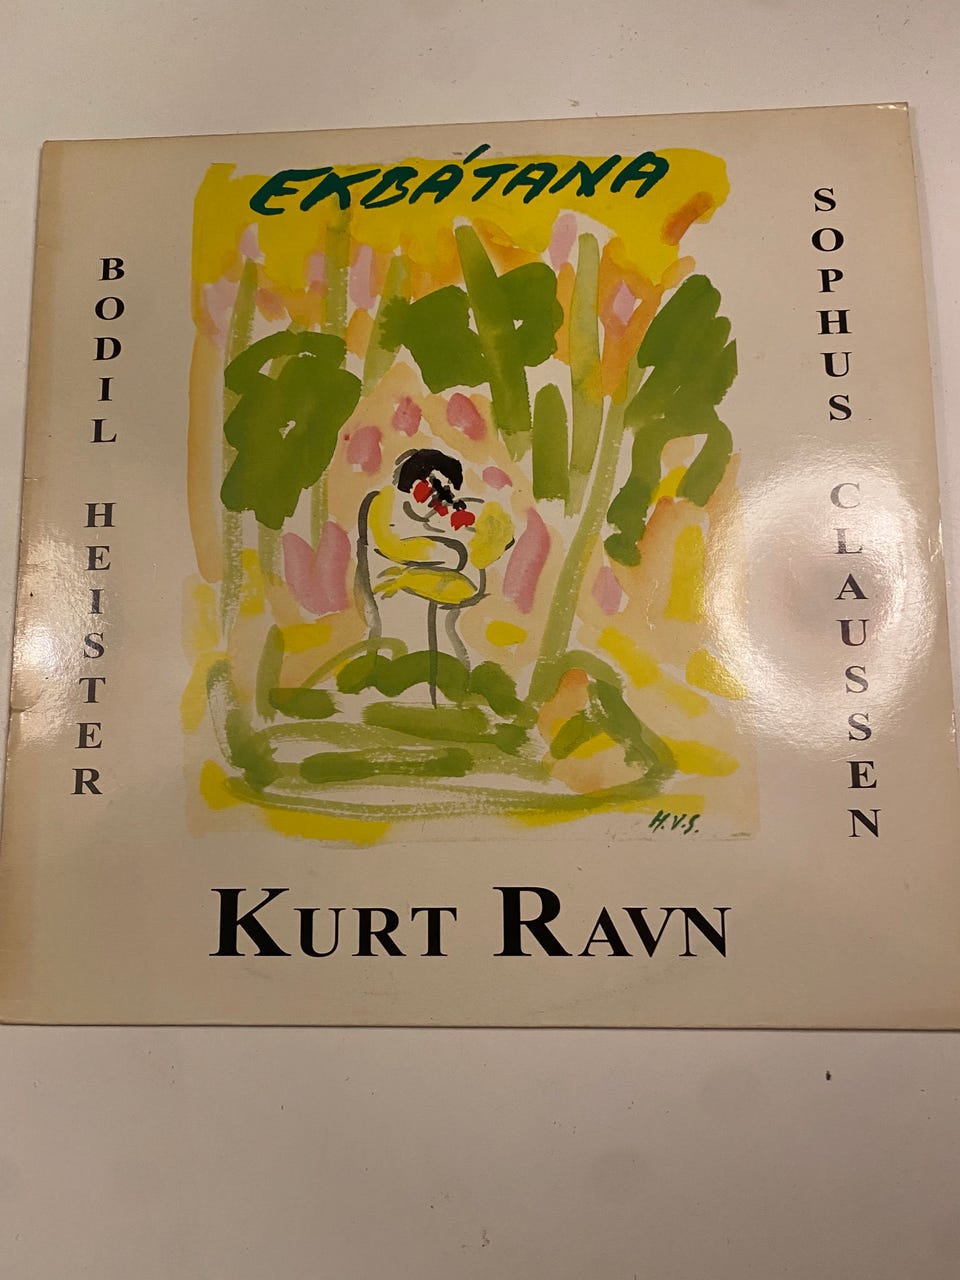 EKBÁTANA
BODIL HEISTER
SOPHUS CLAUSSEN
H.V.S.
KURT RAVN